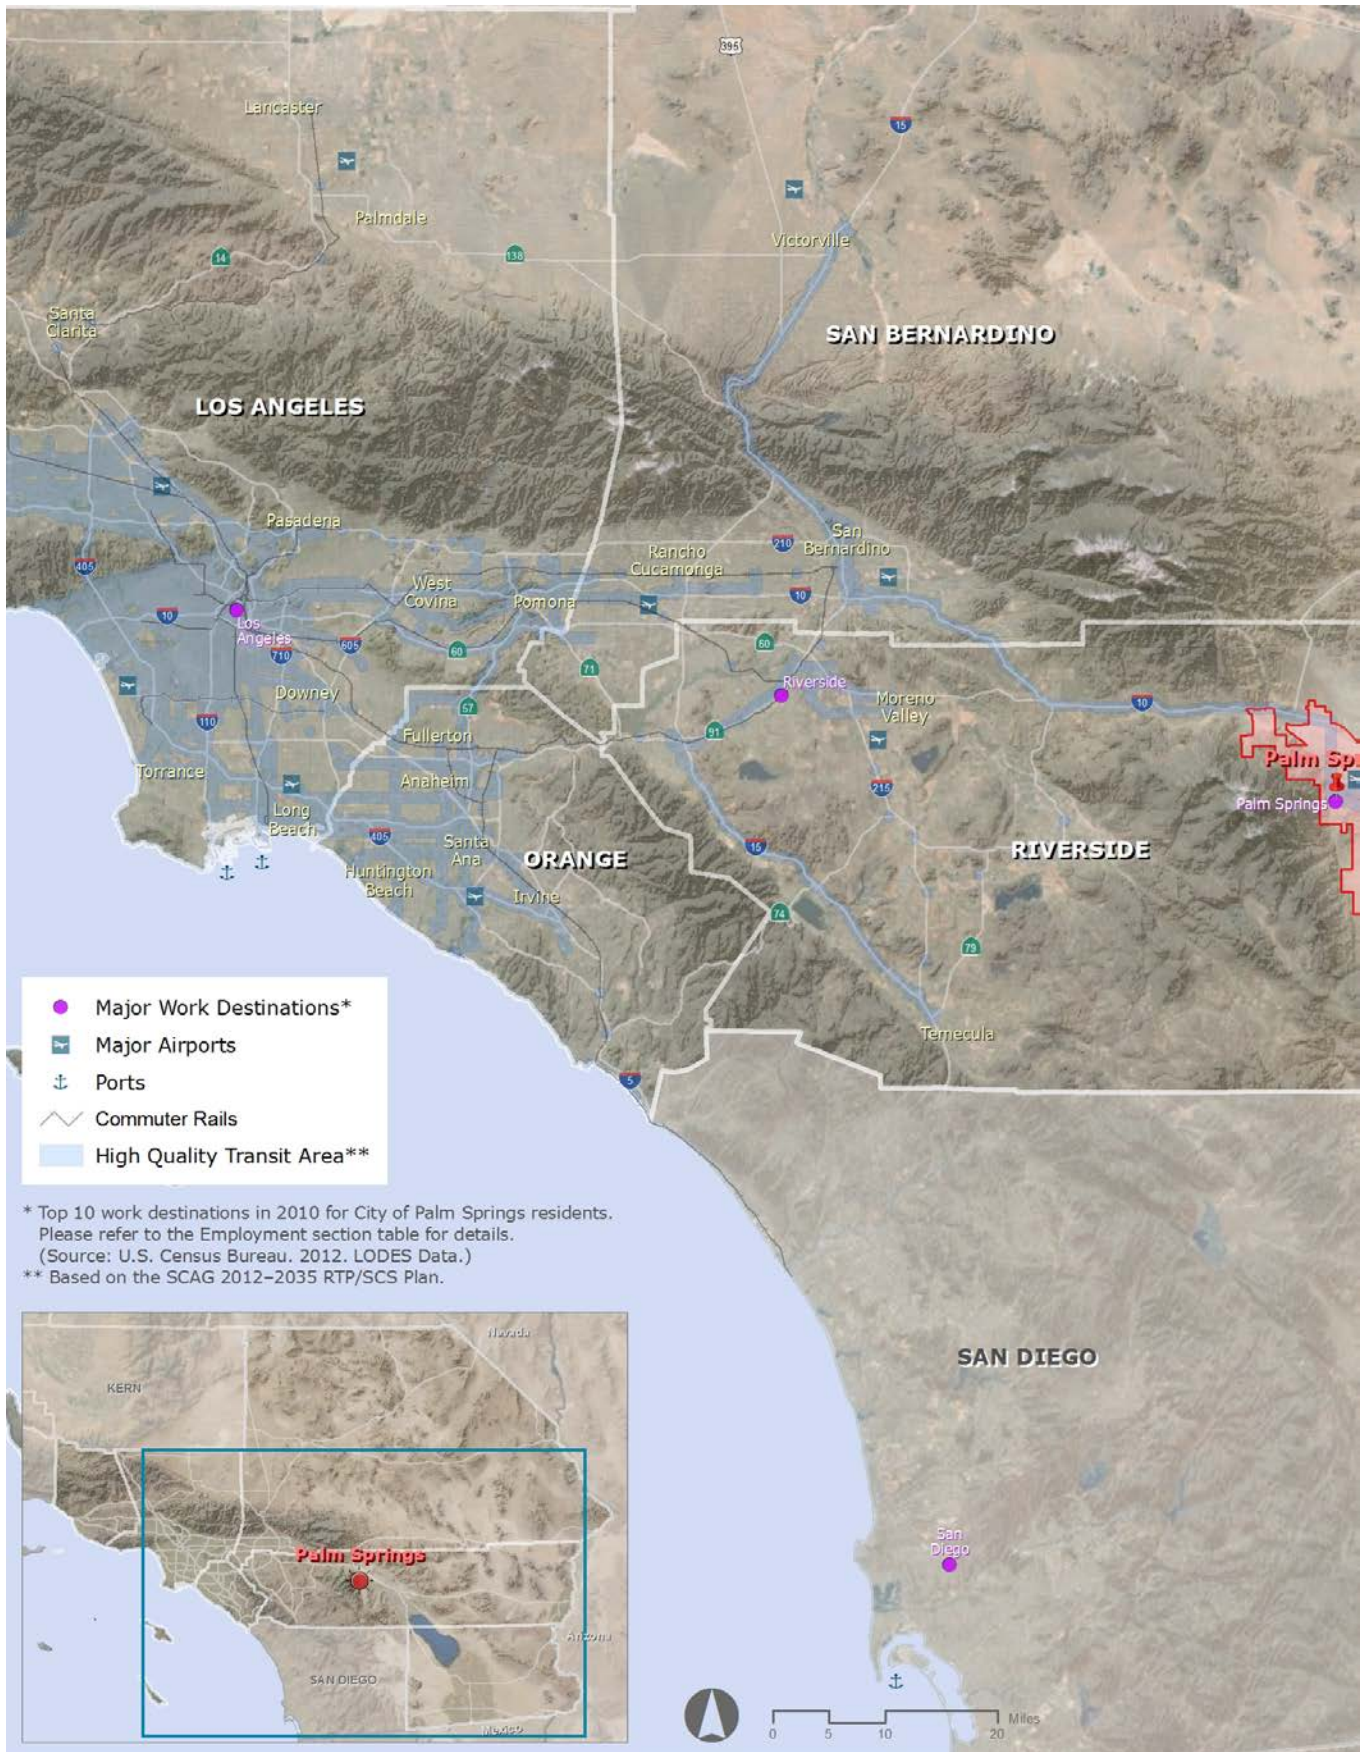 395
Lancaster
15
Palmdale
Victorville
14
138
Santa
Clarita
SAN BERNARDINO
LOS ANGELES
Pasadena
San
Bernardino
210
Rancho
Cucamonga
405
West
Covina
Pomona
10
10
Los
Angeles
710
605
60
60
71
Riverside
Downey
57
Moreno
Valley
10
110
Fullerton
91
Palm Spr
Torrance
Anaheim
215
Palm Springs
Long
Beach
405
Santa
Ana
15
RIVERSIDE
ORANGE
Huntington
Beach
Irvine
74
79
Temecula
5
Major Work Destinations*
Major Airports
Ports
Commuter Rails
High Quality Transit Area**
* Top 10 work destinations in 2010 for City of Palm Springs residents.
Please refer to the Employment section table for details.
(Source: U.S. Census Bureau. 2012. LODES Data.)
** Based on the SCAG 2012–2035 RTP/SCS Plan.
Nevada
KERN
Palm Springs
Arizona
SAN DIEGO
Mexico
SAN DIEGO
San
Diego
Miles
0 5 10 20